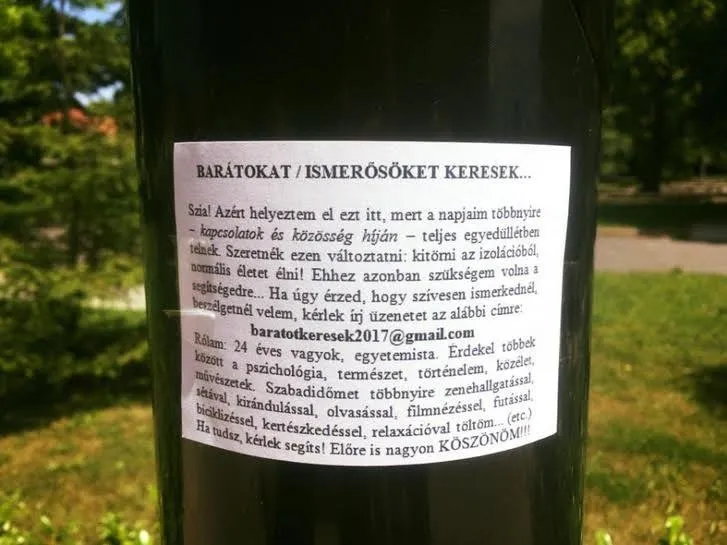 BARÁTOKAT / ISMERŐSÖKET KERESEK...
Szia! Azért helyeztem el ezt itt, mert a napjaim többnyire
– kapcsolatok és közösség híján – teljes egyedüllétben
telnek. Szeretnék ezen változtatni: kitörni az izolációból,
normális életet élni! Ehhez azonban szükségem volna a
segítségedre... Ha úgy érzed, hogy szívesen ismerkednél,
beszélgetnél velem, kérlek írj üzenetet az alábbi címre:
baratotkeresek2017@gmail.com
Rólam: 24 éves vagyok, egyetemista. Érdekel többek
között a pszichológia, természet, történelem, közélet,
művészetek. Szabadidőmet többnyire zenehallgatással,
sétával, kirándulással, olvasással, filmnézéssel, futással,
biciklizéssel, kertészkedéssel, relaxációval töltöm... (etc.)
Ha tudsz, kérlek segíts! Előre is nagyon KÖSZÖNÖM!!!